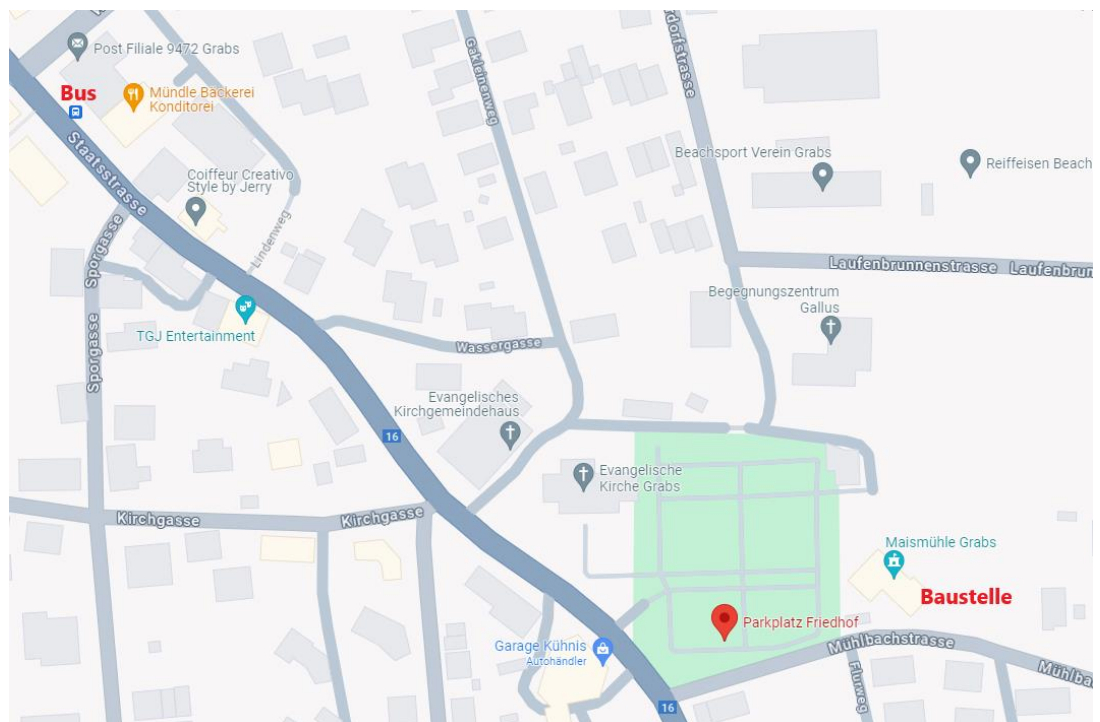 Post Filiale 9472 Grabs
Bus
Mündle Bäckerei
Konditorei
Staatsstrasse
Coiffeur Creativo
Style by Jerry
Lindenweg
Sporgasse
Sporgasse
TGJ Entertainment
Gakleinenweg
rdorfstrasse
Beachsport Verein Grabs
Reiffeisen Beach
Laufenbrunnenstrasse
Laufenbrun
Begegnungszentrum
Gallus
Wassergasse
Evangelisches
Kirchgemeindehaus
16
Evangelische
Kirche Grabs
Kirchgasse
Kirchgasse
Maismühle Grabs
Baustelle
Parkplatz Friedhof
Mühlbachstrasse
Garage Kühnis
Autohändler
Flurweg
Mühlba
16